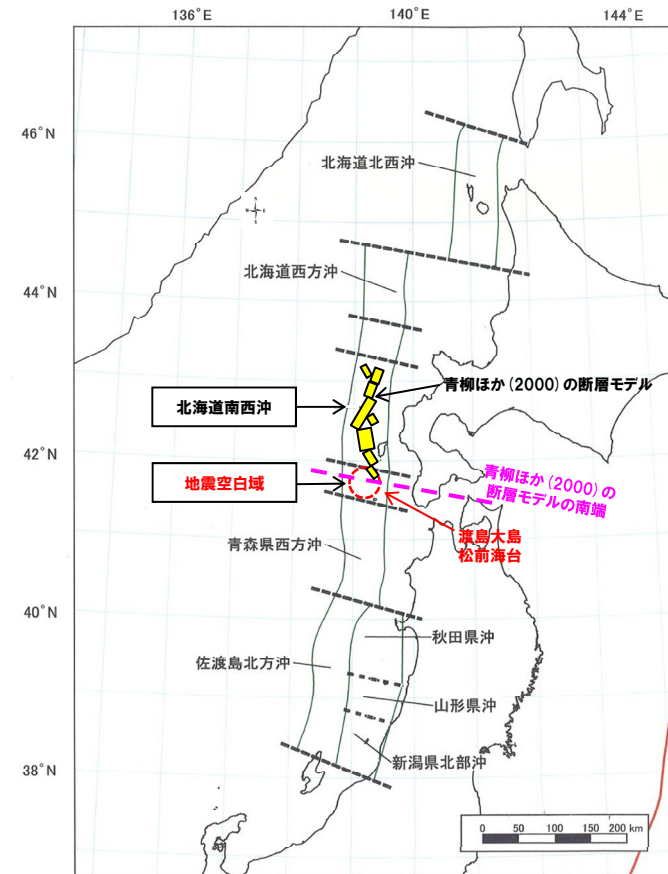 136°E
140°E
144°E
46°N
北海道北西沖
N
W
E
S
北海道西方沖
44°N
青柳ほか(2000)の断層モデル
北海道南西沖
42°N
地震空白域
青柳ほか(2000)の
断層モデルの南端
渡島大島
松前海台
青森県西方沖
40°N
秋田県沖
佐渡島北方沖
山形県沖
新潟県北部沖
38°N
0 50 100 150 200 km